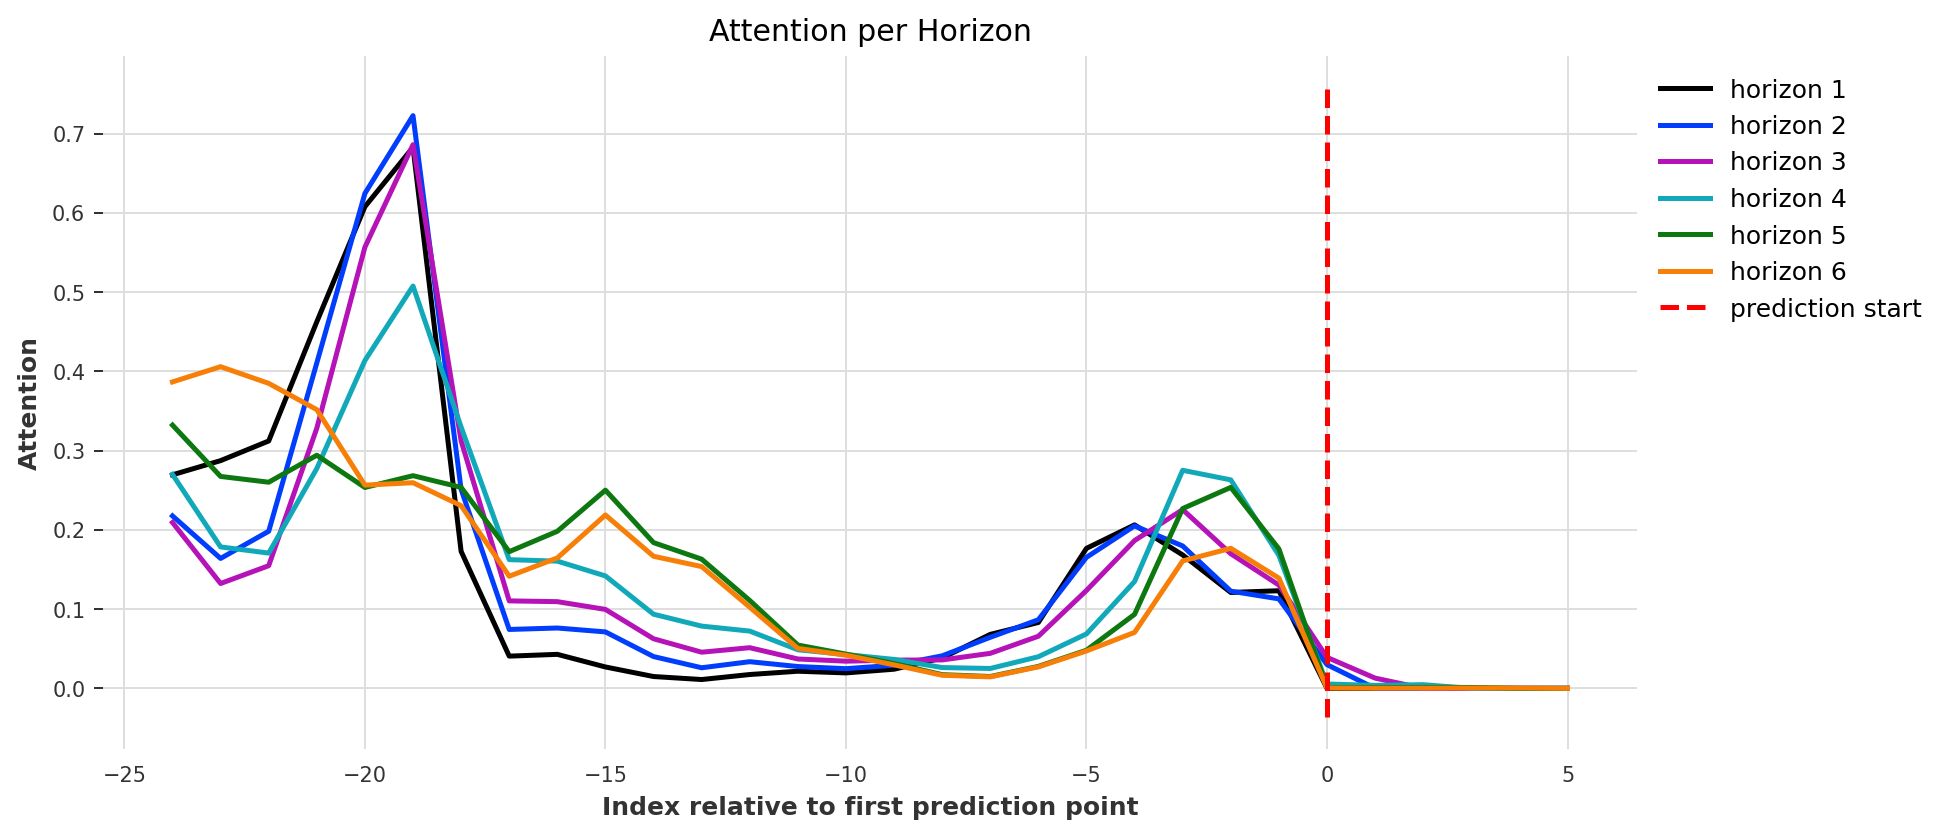 Attention per Horizon
Attention
0.7
0.6
0.5
0.4
0.3
0.2
0.1
0.0
−25 −20 −15 −10 −5 0 5
Index relative to first prediction point
horizon 1
horizon 2
horizon 3
horizon 4
horizon 5
horizon 6
prediction start